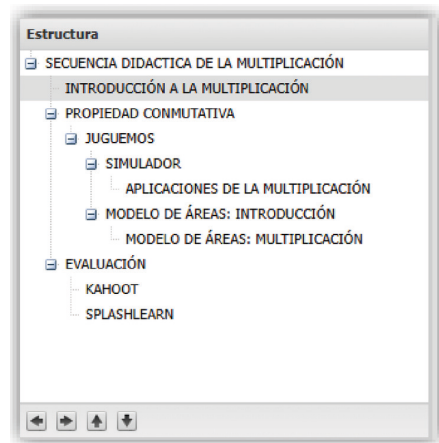 Estructura
SECUENCIA DIDACTICA DE LA MULTIPLICACIÓN
INTRODUCCIÓN A LA MULTIPLICACIÓN
PROPIEDAD CONMUTATIVA
JUGUEMOS
SIMULADOR
APLICACIONES DE LA MULTIPLICACIÓN
MODELO DE ÁREAS: INTRODUCCIÓN
MODELO DE ÁREAS: MULTIPLICACIÓN
EVALUACIÓN
KAHOOT
SPLASHLEARN